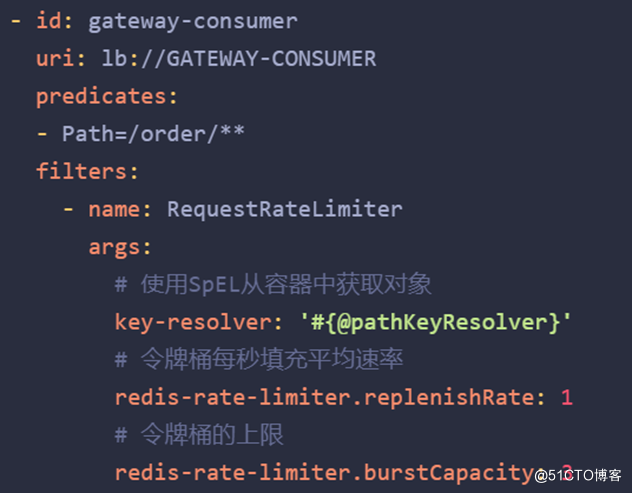 - id: gateway-consumer
uri: lb://GATEWAY-CONSUMER
predicates:
- Path=/order/**
filters:
- name: RequestRateLimiter
args:
# 使用SpEL从容器中获取对象
key-resolver: '#{@pathKeyResolver}'
# 令牌桶每秒填充平均速率
redis-rate-limiter.replenishRate: 1
# 令牌桶的上限
redis-rate-limiter.burstCapacity:
@51CTO博客